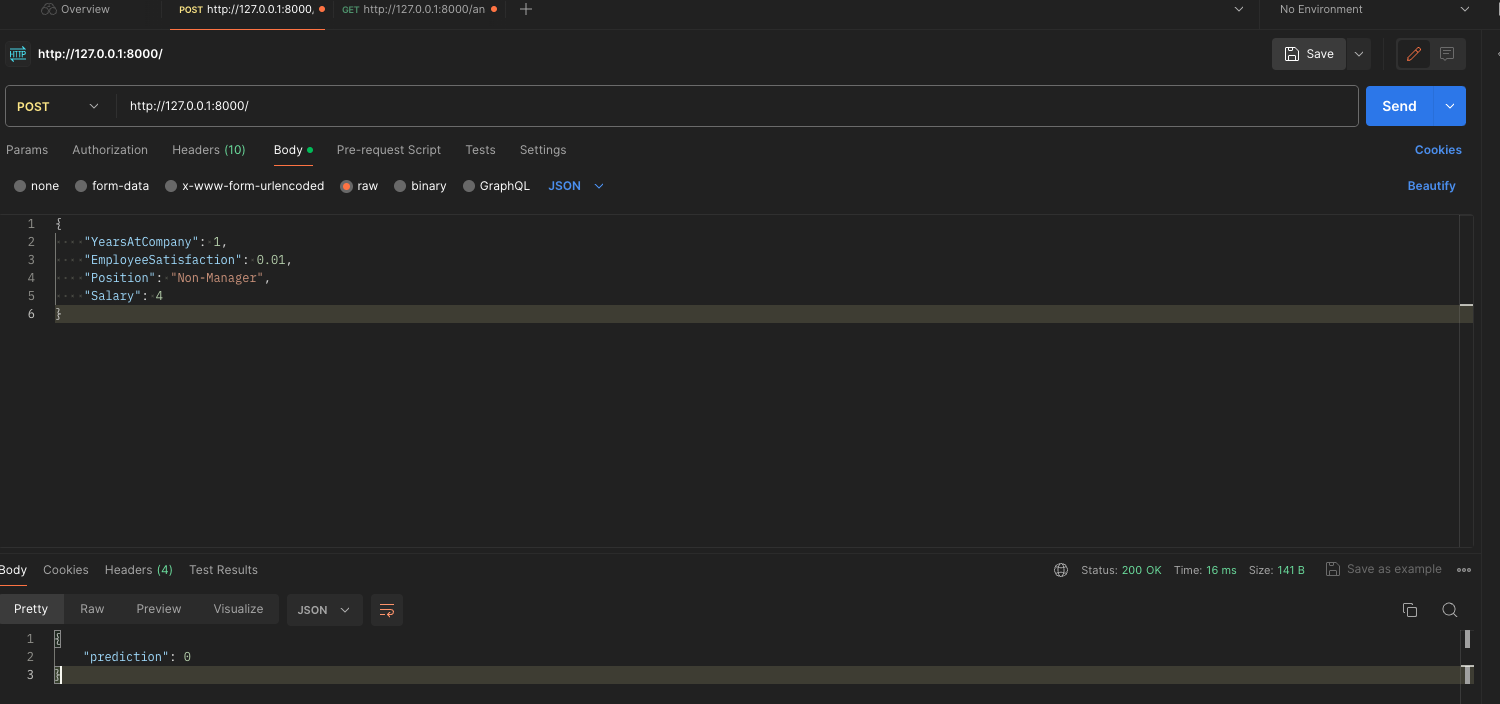 Overview
POST http://127.0.0.1:8000,
GET http://127.0.0.1:8000/an
No Environment
HTTP http://127.0.0.1:8000/
Save
POST http://127.0.0.1:8000/
Send
Params Authorization Headers (10) Body Pre-request Script Tests Settings
Cookies
none form-data x-www-form-urlencoded raw binary GraphQL JSON
Beautify
1 {
2 "YearsAtCompany": 1,
3 "EmployeeSatisfaction": 0.01,
4 "Position": "Non-Manager",
5 "Salary": 4
6 }
Body Cookies Headers (4) Test Results
Status: 200 OK Time: 16 ms Size: 141 B
Save as example
Pretty Raw Preview Visualize JSON
1 {
2 "prediction": 0
3 }